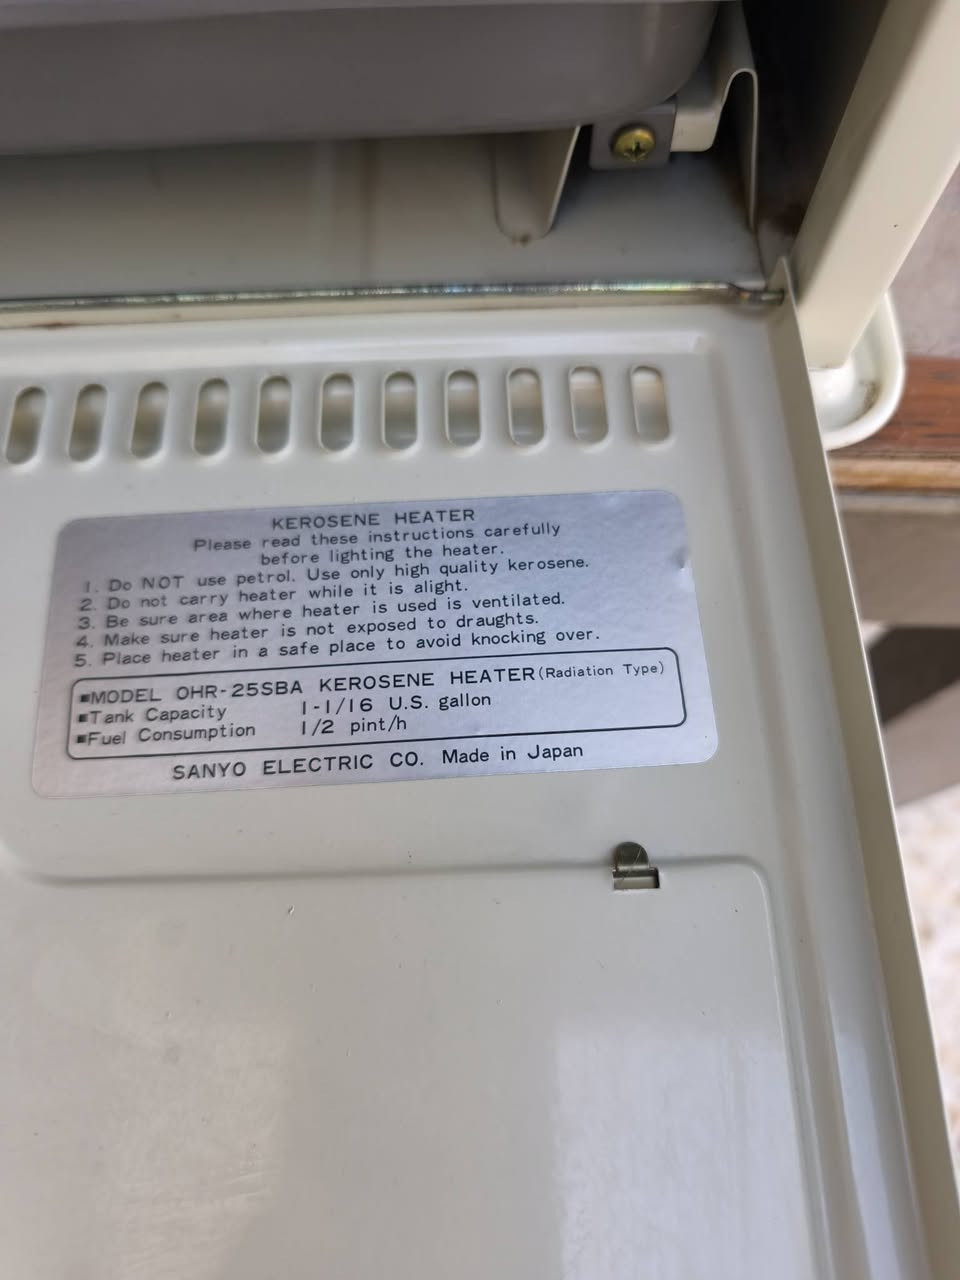 KEROSENE HEATER
Please read these instructions carefully
before lighting the heater.
1. Do NOT use petrol. Use only high quality kerosene.
2. Do not carry heater while it is alight.
3. Be sure area where heater is used is ventilated.
4. Make sure heater is not exposed to draughts.
5. Place heater in a safe place to avoid knocking over.
■MODEL OHR-25SBA KEROSENE HEATER(Radiation Type)
■Tank Capacity 1-1/16 U.S. gallon
■Fuel Consumption 1/2 pint/h
SANYO ELECTRIC CO. Made in Japan